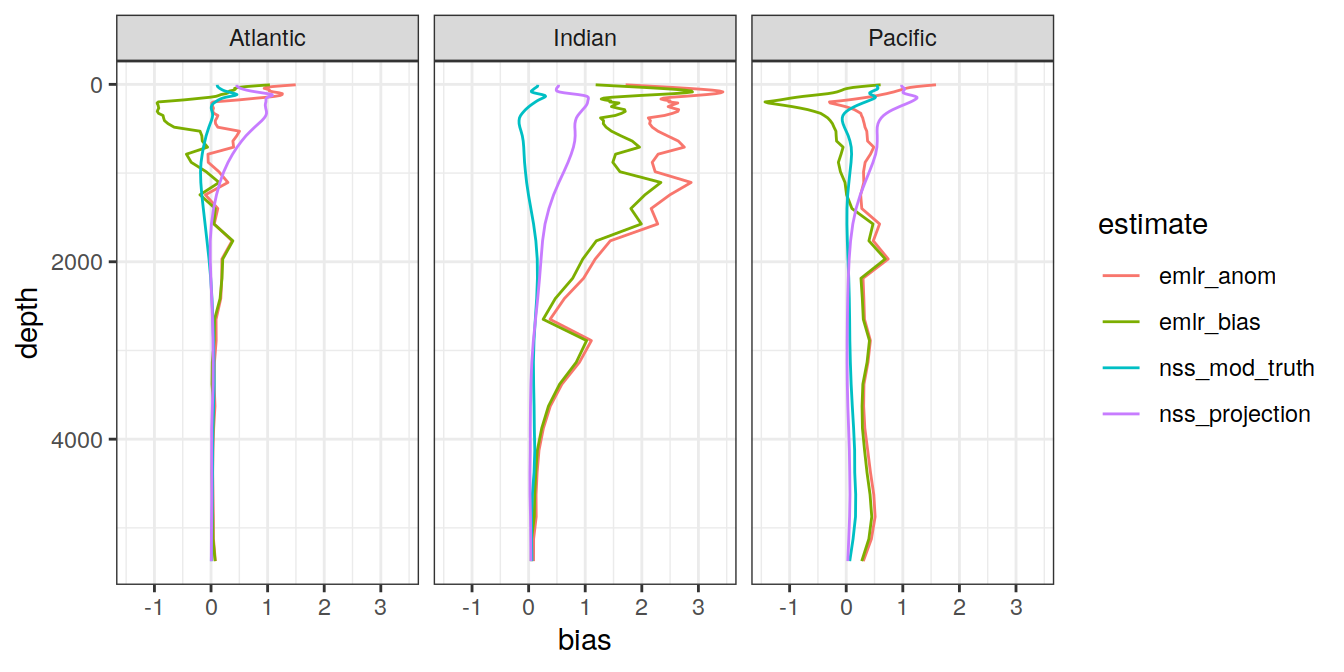 Atlantic Indian Pacific
0
2000
4000
depth
-1 0 1 2 3 -1 0 1 2 3 -1 0 1 2 3
bias
estimate
emlr_anom
emlr_bias
nss_mod_truth
nss_projection